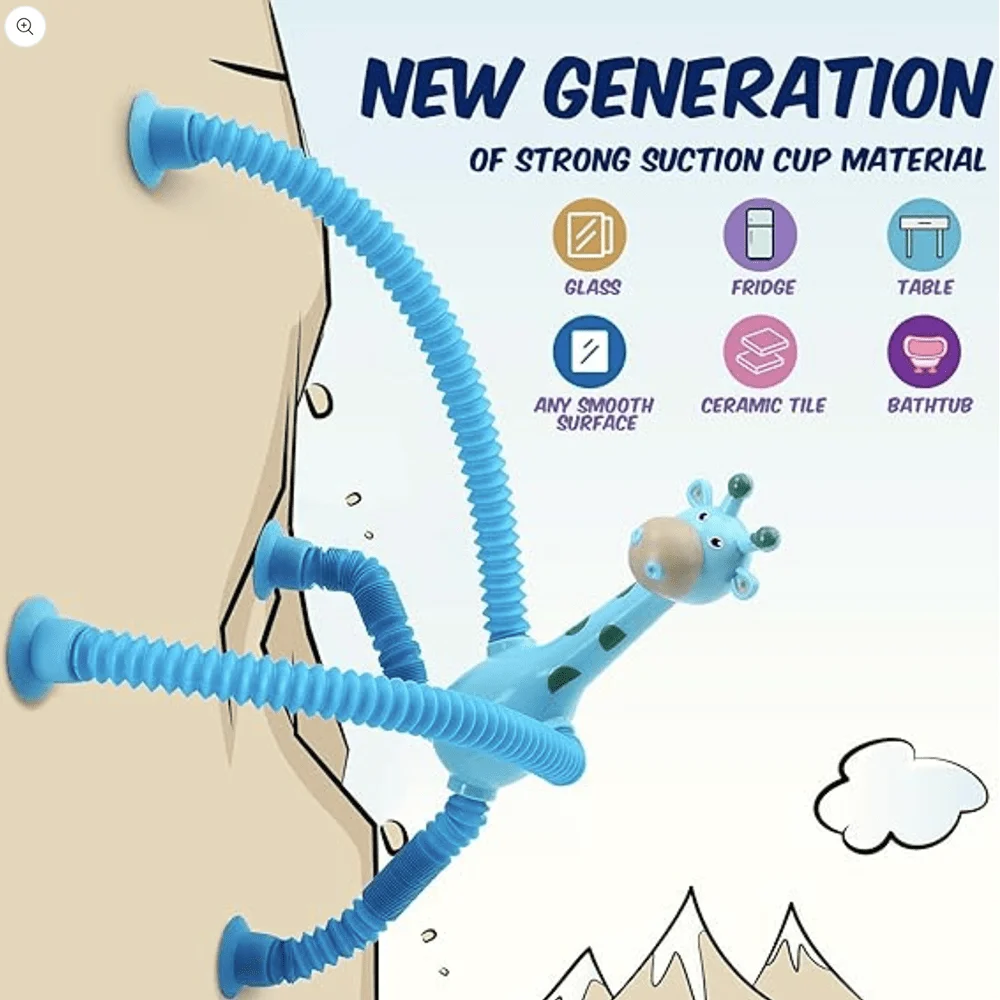 NEW GENERATION
OF STRONG SUCTION CUP MATERIAL
GLASS
FRIDGE
TABLE
ANY SMOOTH
SURFACE
CERAMIC TILE
BATHTUB